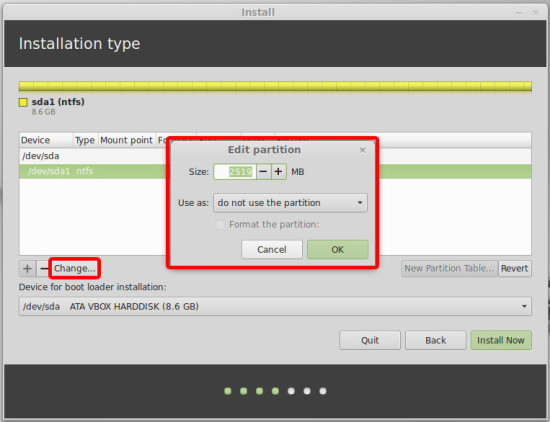 Install
Installation type
sda1 (ntfs)
8.6 GB
Device Type Mount point
/dev/sda
/dev/sda1 ntfs
Edit partition
Size: 2519 MB
Use as: do not use the partition
Format the partition:
Cancel OK
+ − Change... New Partition Table... Revert
Device for boot loader installation:
/dev/sda ATA VBOX HARDDISK (8.6 GB)
Quit Back Install Now